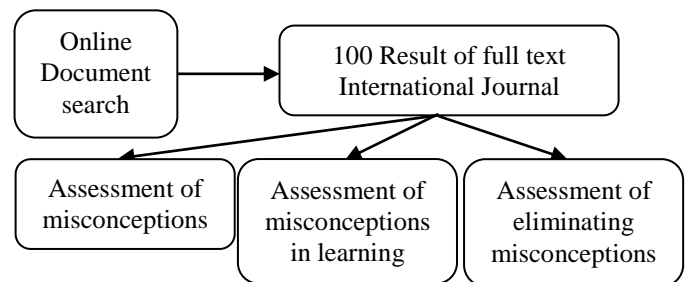 Online
Document
search
100 Result of full text
International Journal
Assessment of
misconceptions
Assessment of
misconceptions
in learning
Assessment of
eliminating
misconceptions